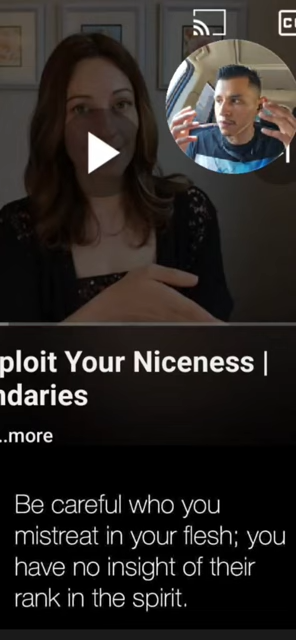 ploit Your Niceness |
ndaries
...more
Be careful who you
mistreat in your flesh; you
have no insight of their
rank in the spirit.